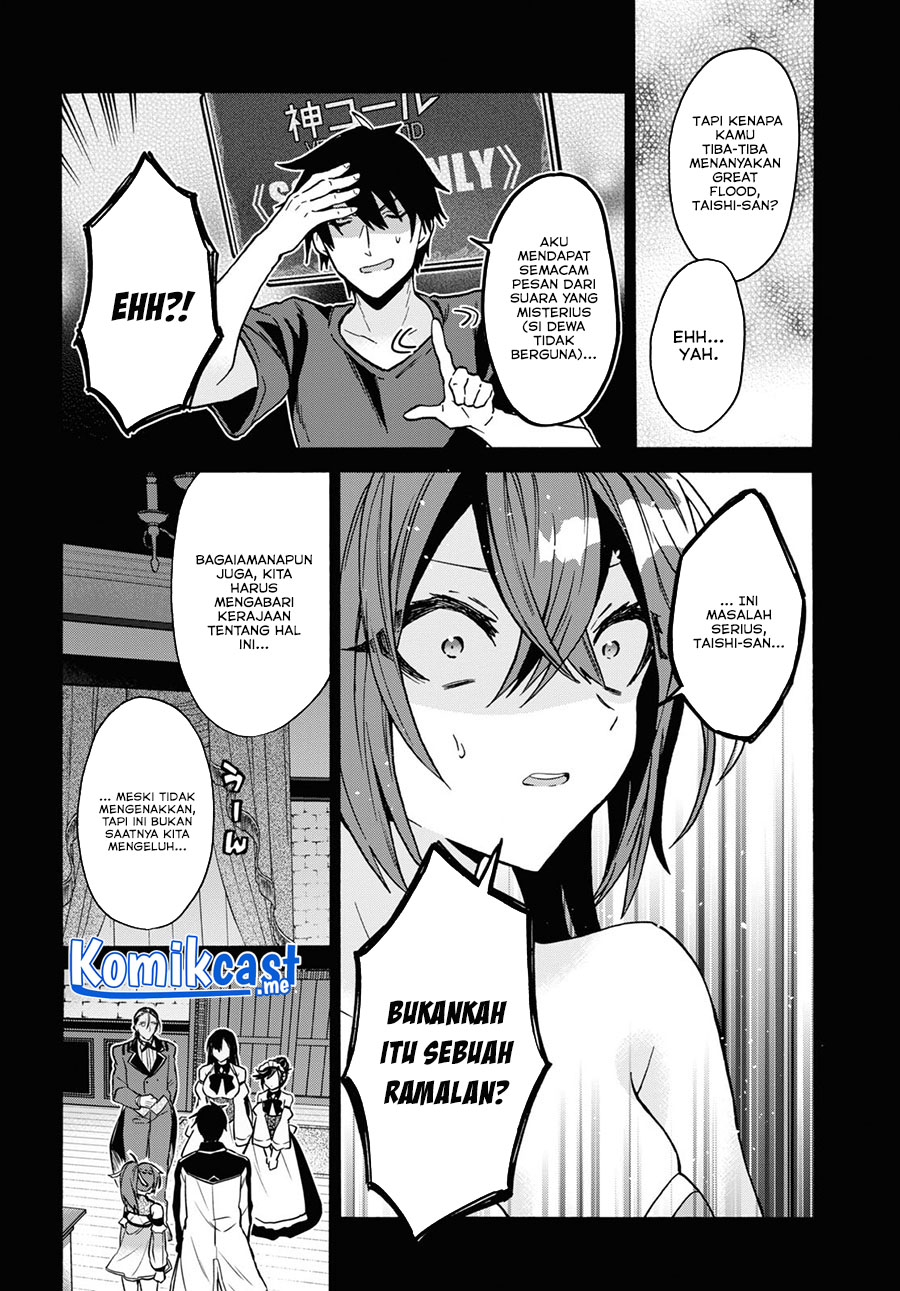 TAPI KENAPA
KAMU
TIBA-TIBA
MENANYAKAN
GREAT
FLOOD,
TAISHI-SAN?
EHH...
YAH.
AKU
MENDAPAT
SEMACAM
PESAN DARI
SUARA YANG
MISTERIUS
(SI DEWA
TIDAK
BERGUNA)...
神コール
EHH?!
... INI
MASALAH
SERIUS,
TAISHI-SAN...
BUKANKAH
ITU SEBUAH
RAMALAN?
BAGAIAMANAPUN
JUGA, KITA
HARUS
MENGABARI
KERAJAAN
TENTANG HAL
INI...
うーん
... MESKI TIDAK
MENGENAKKAN,
TAPI INI BUKAN
SAATNYA KITA
MENGELUH...
Komikcast
.me